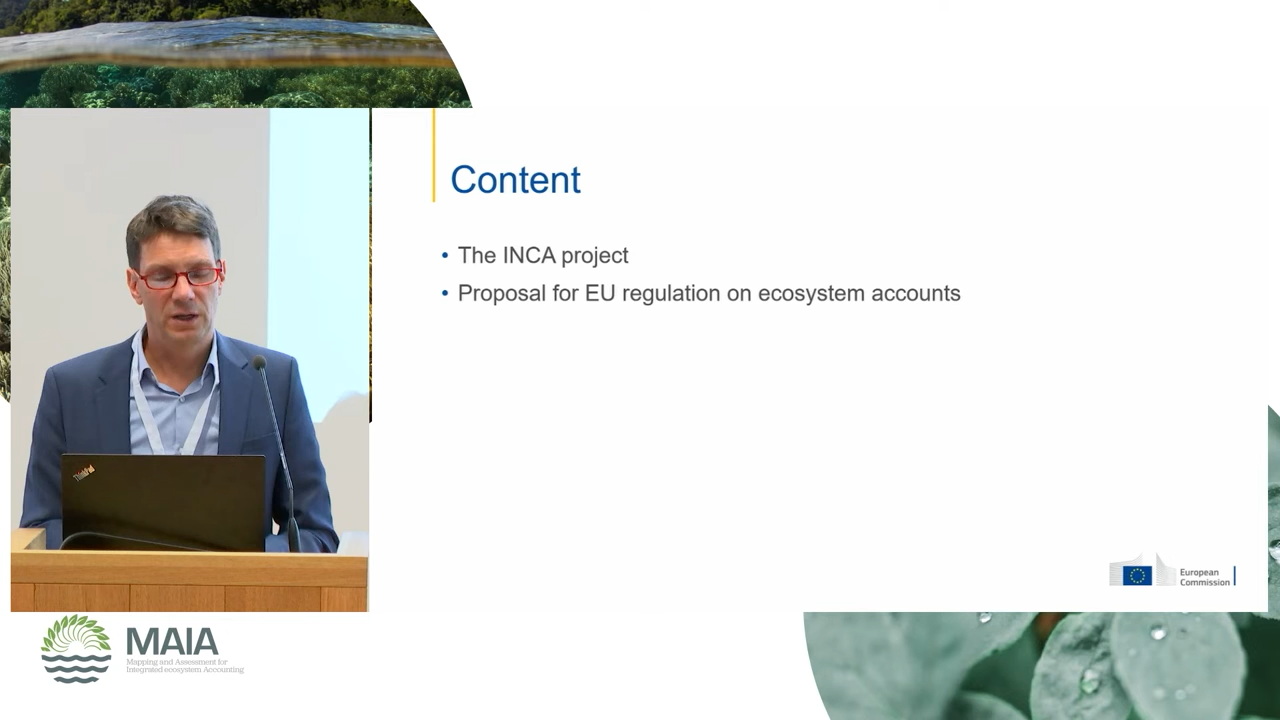 Content
• The INCA project
• Proposal for EU regulation on ecosystem accounts
ThinkPad
European
Commission
MAIA
Mapping and Assessment for
Integrated ecosystem Accounting